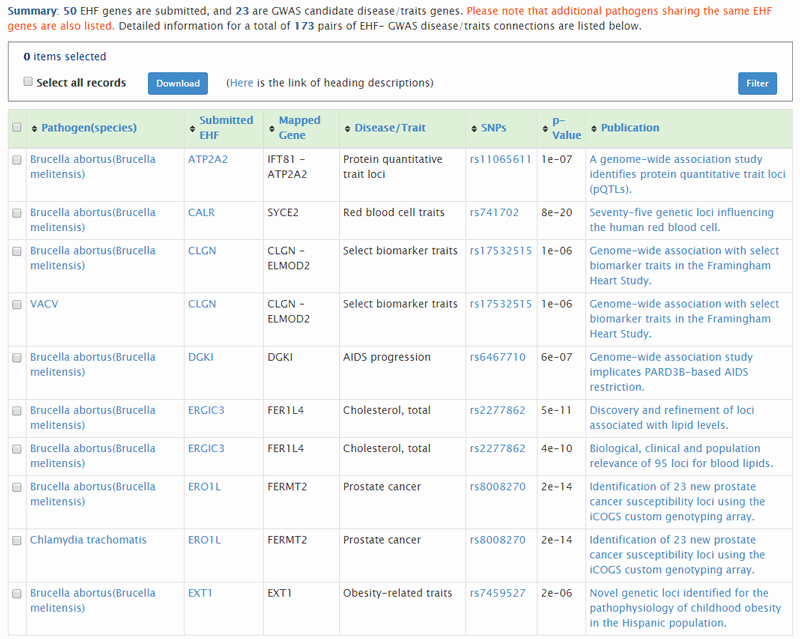 Summary: 50 EHF genes are submitted, and 23 are GWAS candidate disease/traits genes. Please note that additional pathogens sharing the same EHF
genes are also listed. Detailed information for a total of 173 pairs of EHF- GWAS disease/traits connections are listed below.
0 items selected
Select all records Download (Here is the link of heading descriptions) Filter
Pathogen(species) Submitted EHF Mapped Gene Disease/Trait SNPs p-Value Publication
Brucella abortus(Brucella ATP2A2 IFT81 - Protein quantitative rs11065611 1e-07 A genome-wide association study
melitensis) ATP2A2 trait loci identifies protein quantitative trait loci
(pQTLs).
Brucella abortus(Brucella CALR SYCE2 Red blood cell traits rs741702 8e-20 Seventy-five genetic loci influencing
melitensis) the human red blood cell.
Brucella abortus(Brucella CLGN CLGN - Select biomarker traits rs17532515 1e-06 Genome-wide association with select
melitensis) ELMOD2 biomarker traits in the Framingham
Heart Study.
VACV CLGN CLGN - Select biomarker traits rs17532515 1e-06 Genome-wide association with select
ELMOD2 biomarker traits in the Framingham
Heart Study.
Brucella abortus(Brucella DGKI DGKI AIDS progression rs6467710 6e-07 Genome-wide association study
melitensis) implicates PARD3B-based AIDS
restriction.
Brucella abortus(Brucella ERGIC3 FER1L4 Cholesterol, total rs2277862 5e-11 Discovery and refinement of loci
melitensis) associated with lipid levels.
Brucella abortus(Brucella ERGIC3 FER1L4 Cholesterol, total rs2277862 4e-10 Biological, clinical and population
melitensis) relevance of 95 loci for blood lipids.
Brucella abortus(Brucella ERO1L FERMT2 Prostate cancer rs8008270 2e-14 Identification of 23 new prostate
melitensis) cancer susceptibility loci using the
iCOGS custom genotyping array.
Chlamydia trachomatis ERO1L FERMT2 Prostate cancer rs8008270 2e-14 Identification of 23 new prostate
cancer susceptibility loci using the
iCOGS custom genotyping array.
Brucella abortus(Brucella EXT1 EXT1 Obesity-related traits rs7459527 2e-06 Novel genetic loci identified for the
melitensis) pathophysiology of childhood obesity
in the Hispanic population.